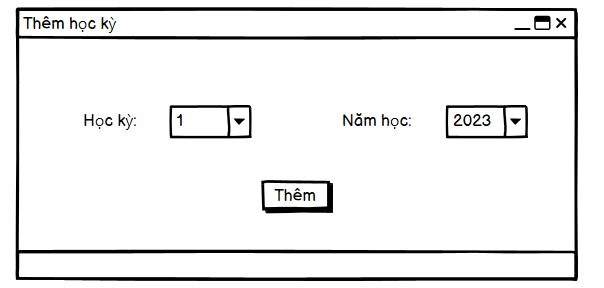 Thêm học kỳ
Học kỳ: 1 Năm học: 2023
Thêm